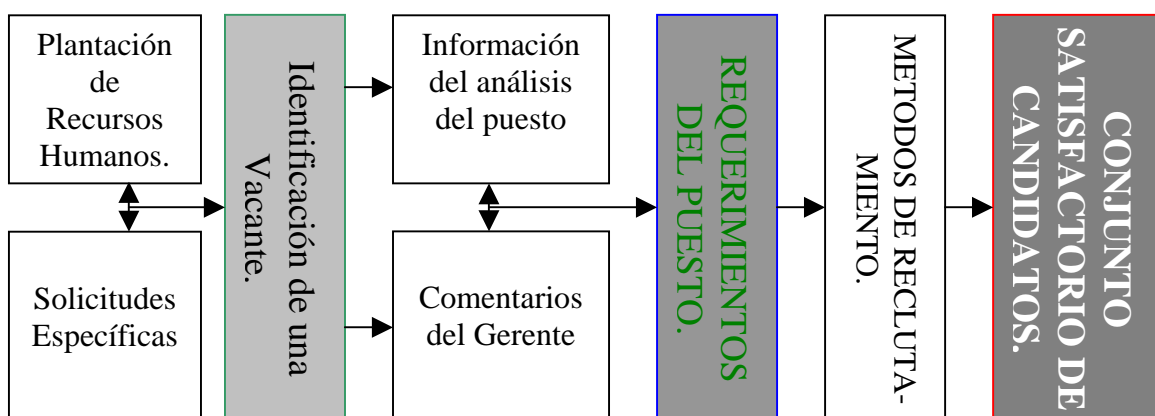 Plantación
de
Recursos
Humanos.
Solicitudes
Específicas
Identificación de una
Vacante.
Información
del análisis
del puesto
Comentarios
del Gerente
REQUERIMIENTOS
DEL PUESTO.
METODOS DE RECLUTA-
MIENTO.
CONJUNTO
SATISFACTORIO DE
CANDIDATOS.